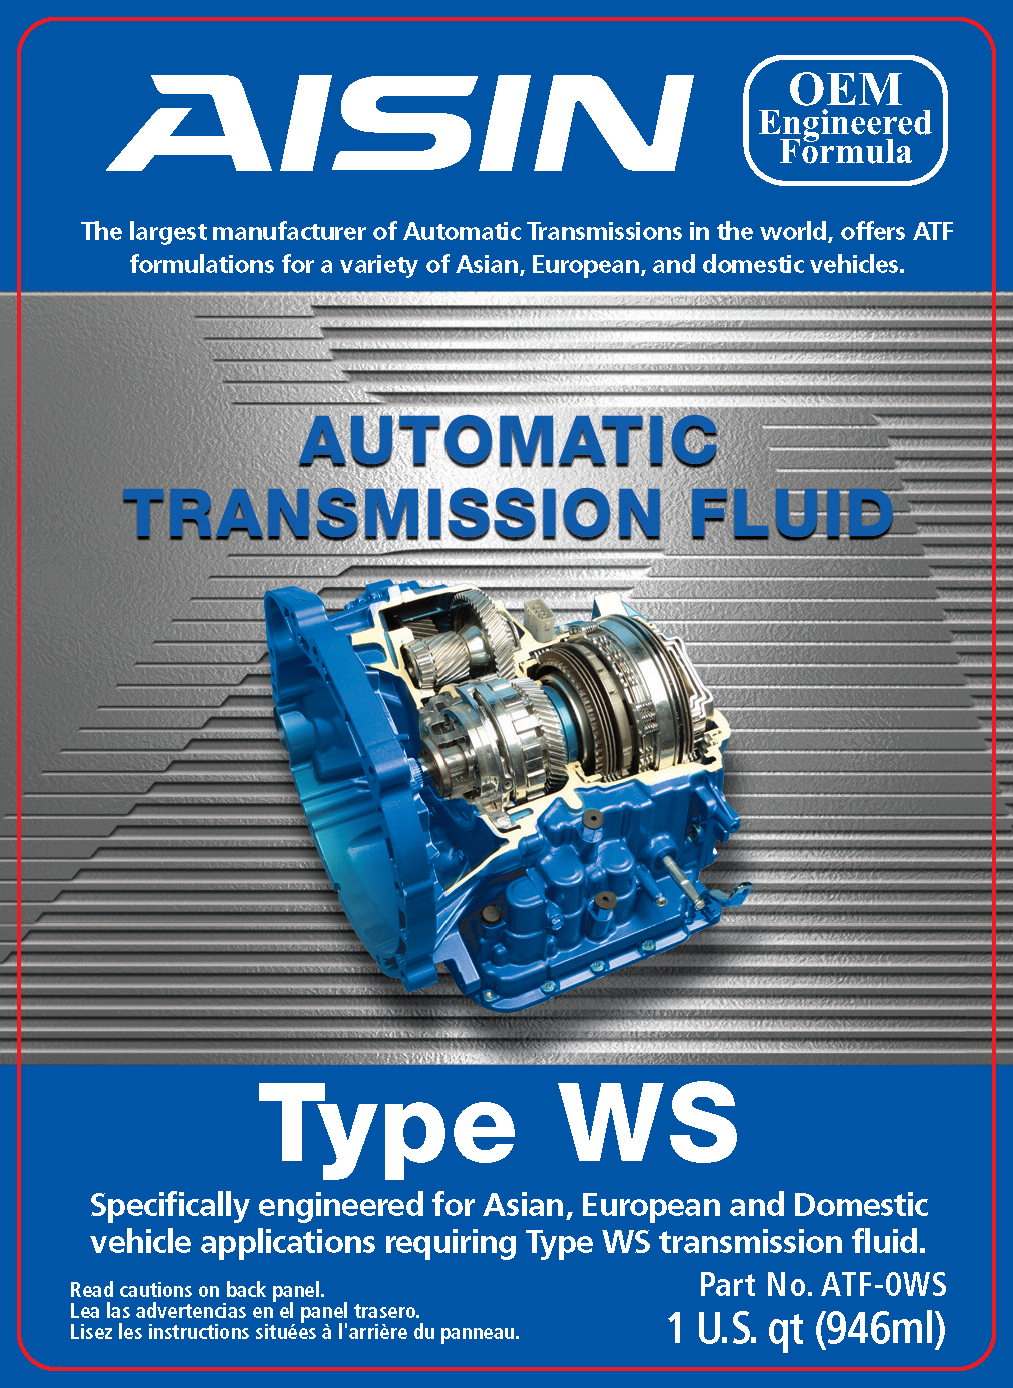 AISIN
OEM
Engineered
Formula
The largest manufacturer of Automatic Transmissions in the world, offers ATF
formulations for a variety of Asian, European, and domestic vehicles.
AUTOMATIC
TRANSMISSION FLUID
Type WS
Specifically engineered for Asian, European and Domestic
vehicle applications requiring Type WS transmission fluid.
Read cautions on back panel.
Lea las advertencias en el panel trasero.
Lisez les instructions situées à l'arrière du panneau.
Part No. ATF-0WS
1 U.S. qt (946ml)